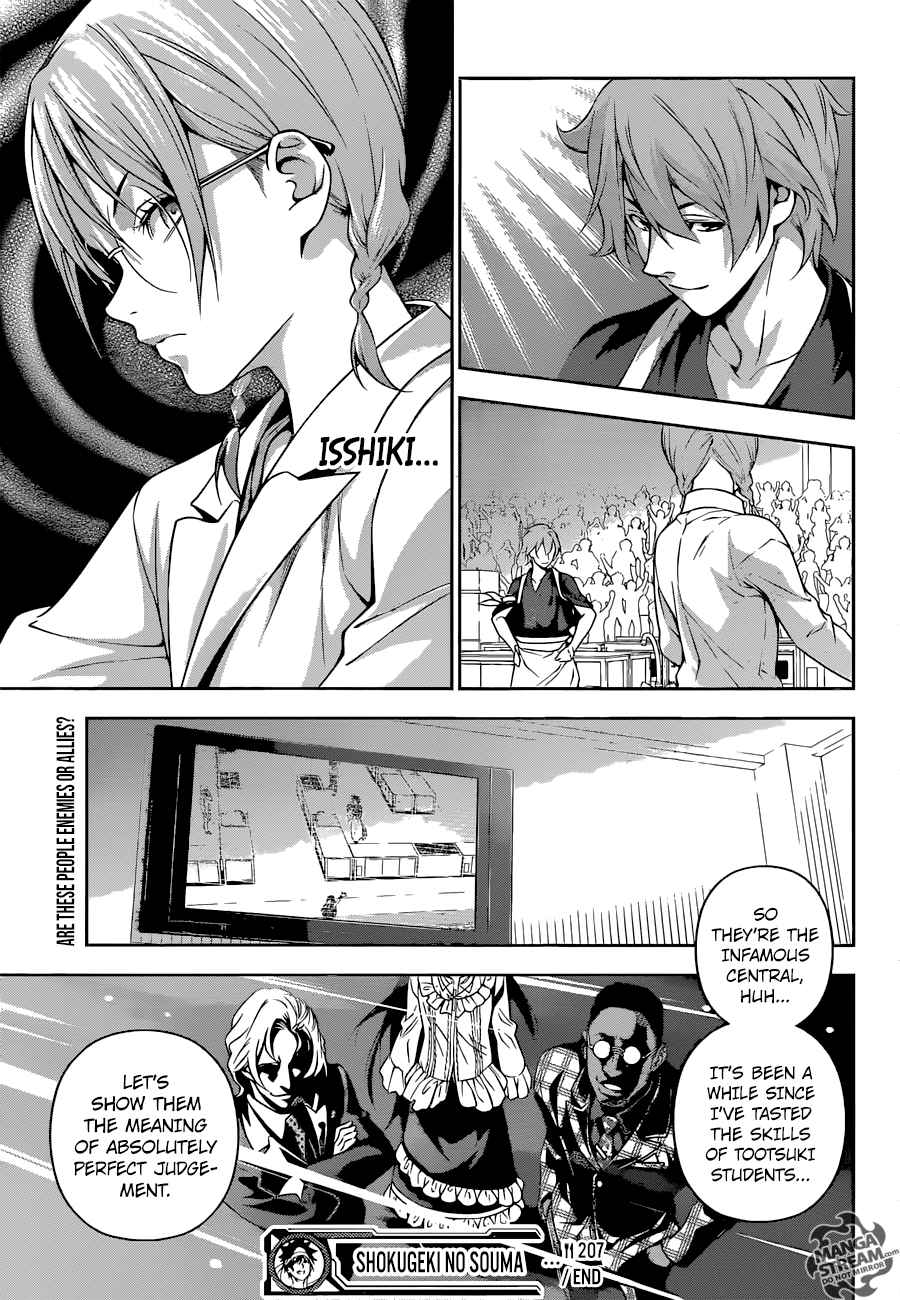 ISSHIKI...
ARE THESE PEOPLE ENEMIES OR ALLIES?
SO
THEY'RE THE
INFAMOUS
CENTRAL,
HUH...
IT'S BEEN A
WHILE SINCE
I'VE TASTED
THE SKILLS
OF TOOTSUKI
STUDENTS...
LET'S
SHOW THEM
THE MEANING
OF ABSOLUTELY
PERFECT JUDGE-
MENT.
SHOKUGEKI NO SOUMA ... 11 207
/ END
MANGA
STREAM.COM
DO NOT MIRROR